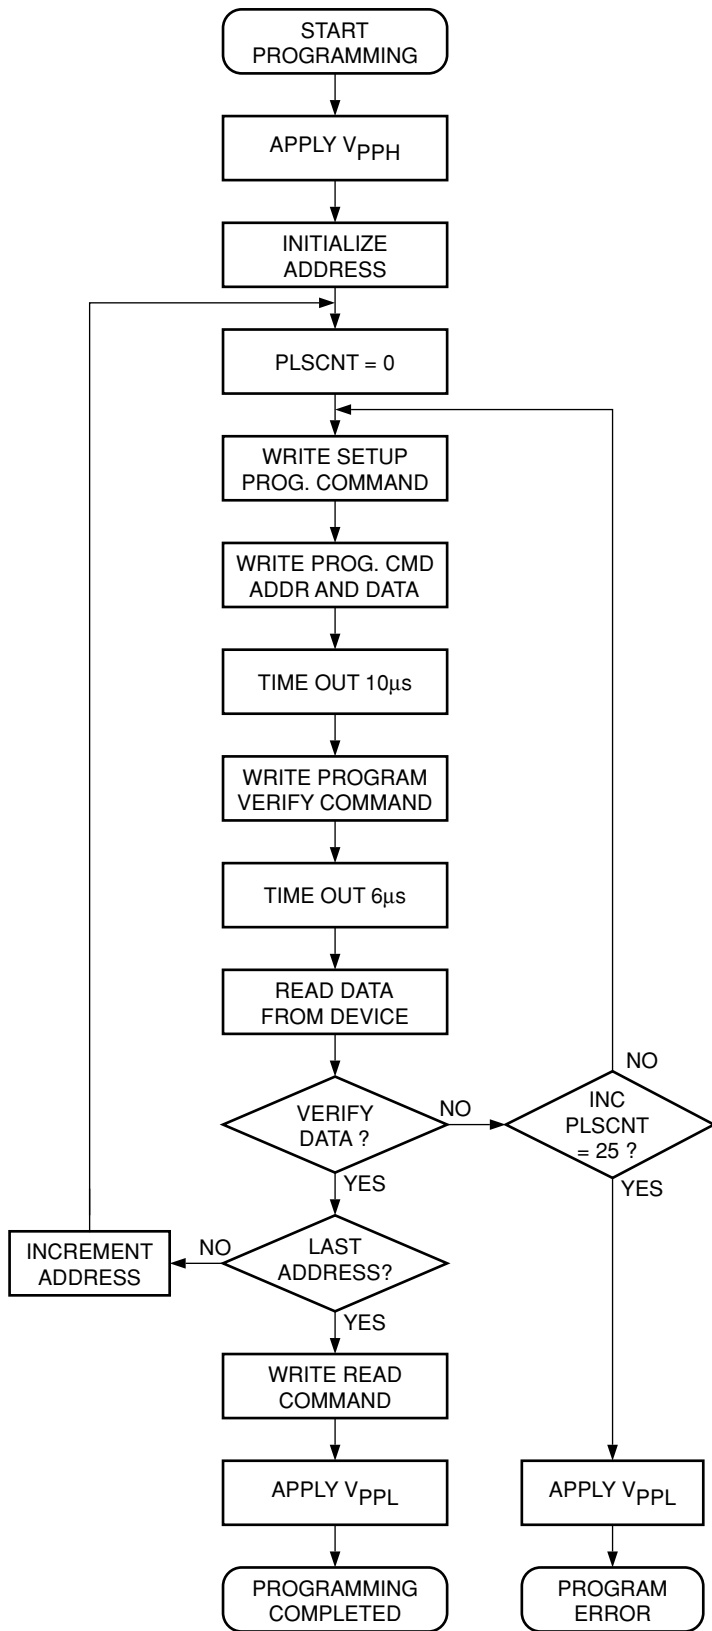 START
PROGRAMMING
APPLY VPPH
INITIALIZE
ADDRESS
PLSCNT = 0
WRITE SETUP
PROG. COMMAND
WRITE PROG. CMD
ADDR AND DATA
TIME OUT 10μs
WRITE PROGRAM
VERIFY COMMAND
TIME OUT 6μs
READ DATA
FROM DEVICE
VERIFY
DATA ?
NO
YES
INC
PLSCNT
= 25 ?
NO
YES
LAST
ADDRESS?
NO
YES
INCREMENT
ADDRESS
WRITE READ
COMMAND
APPLY VPPL
PROGRAMMING
COMPLETED
APPLY VPPL
PROGRAM
ERROR